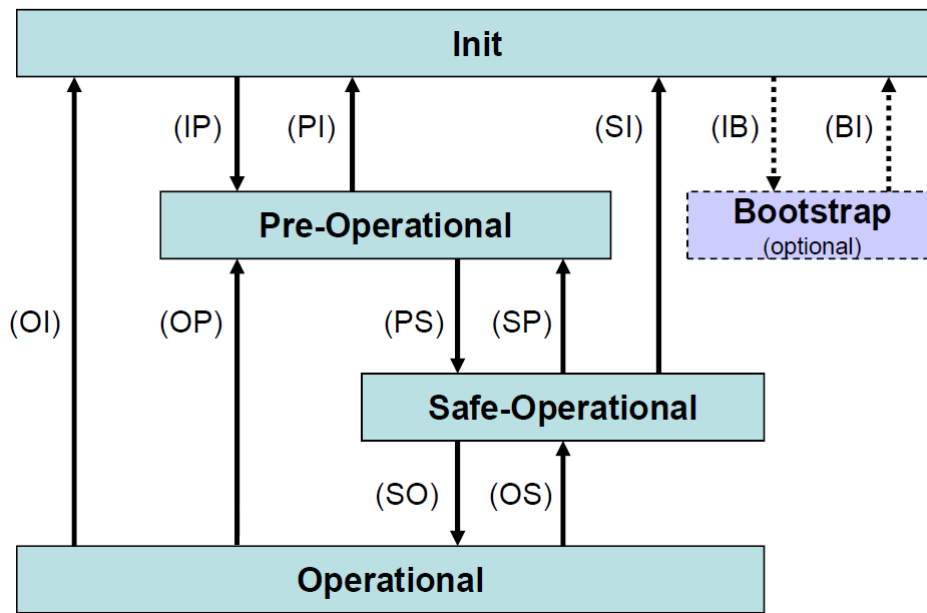 Init
(IP)
(PI)
(SI)
(IB)
(BI)
Pre-Operational
Bootstrap
(optional)
(OI)
(OP)
(PS)
(SP)
Safe-Operational
(SO)
(OS)
Operational